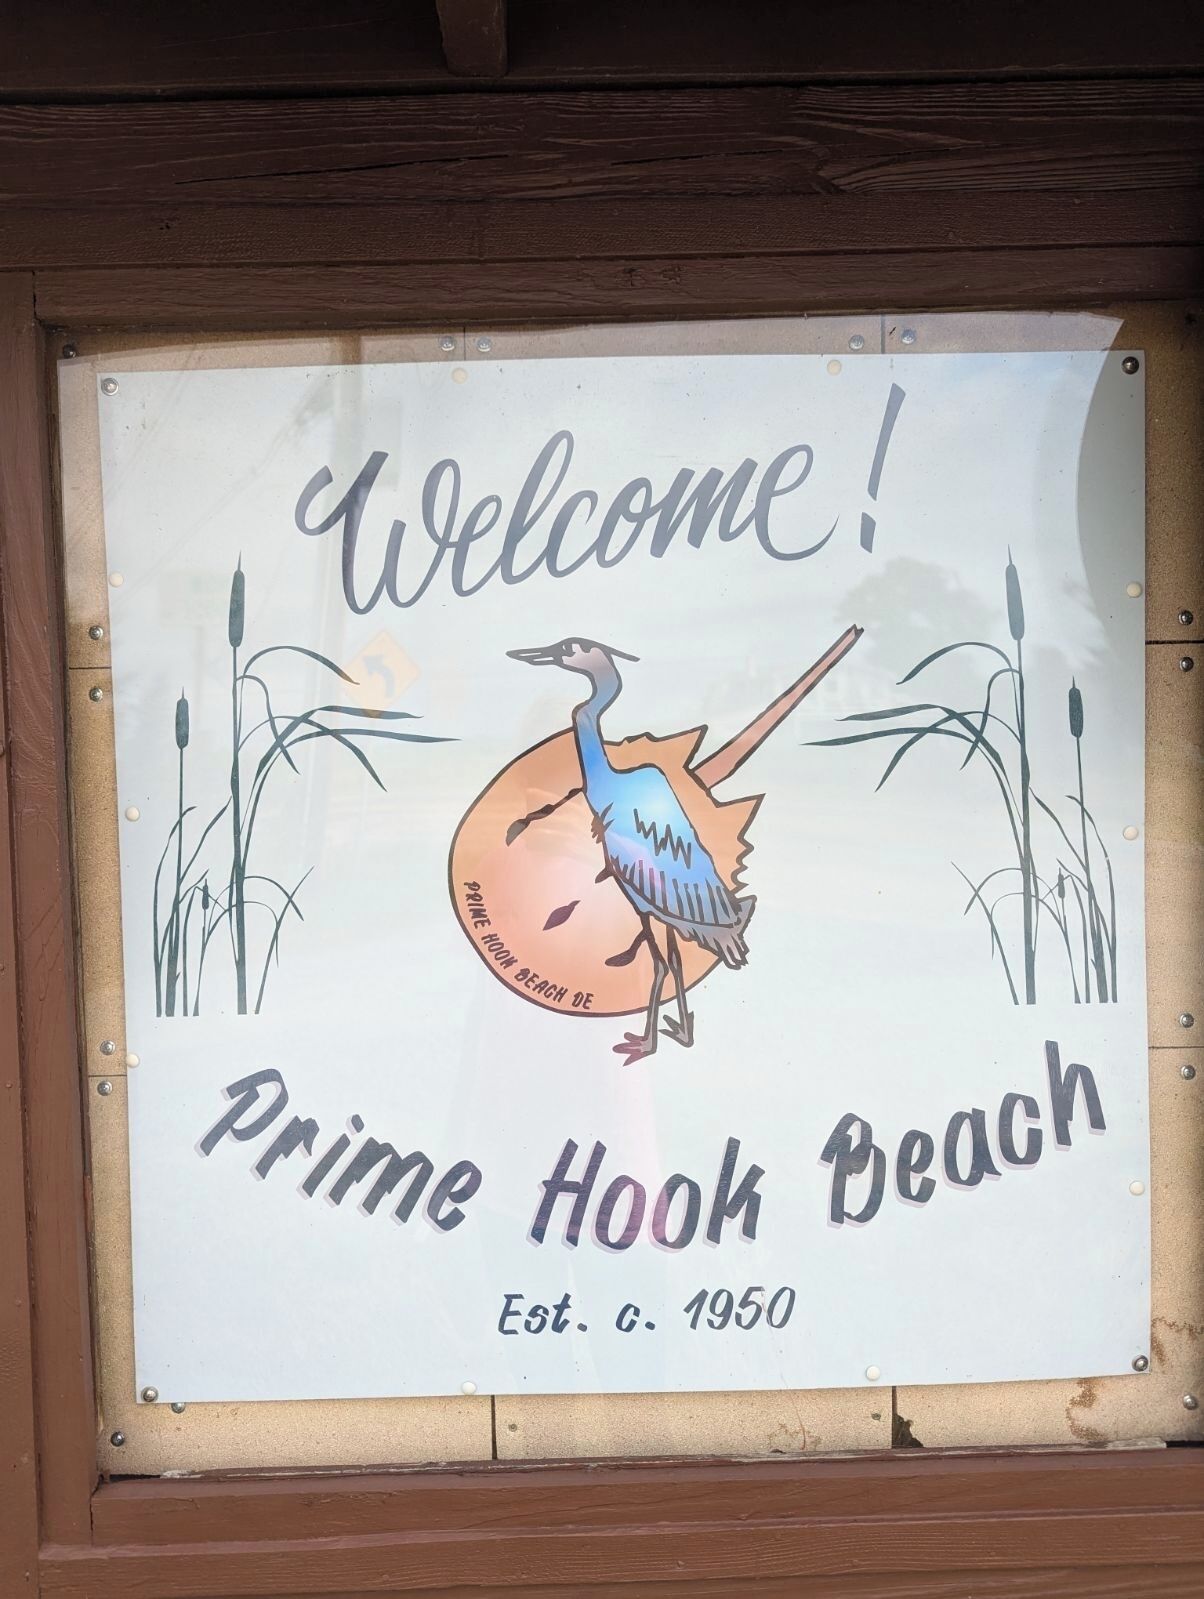 Welcome!
PRIME HOOK BEACH DE
Prime Hook Beach
Est. c. 1950